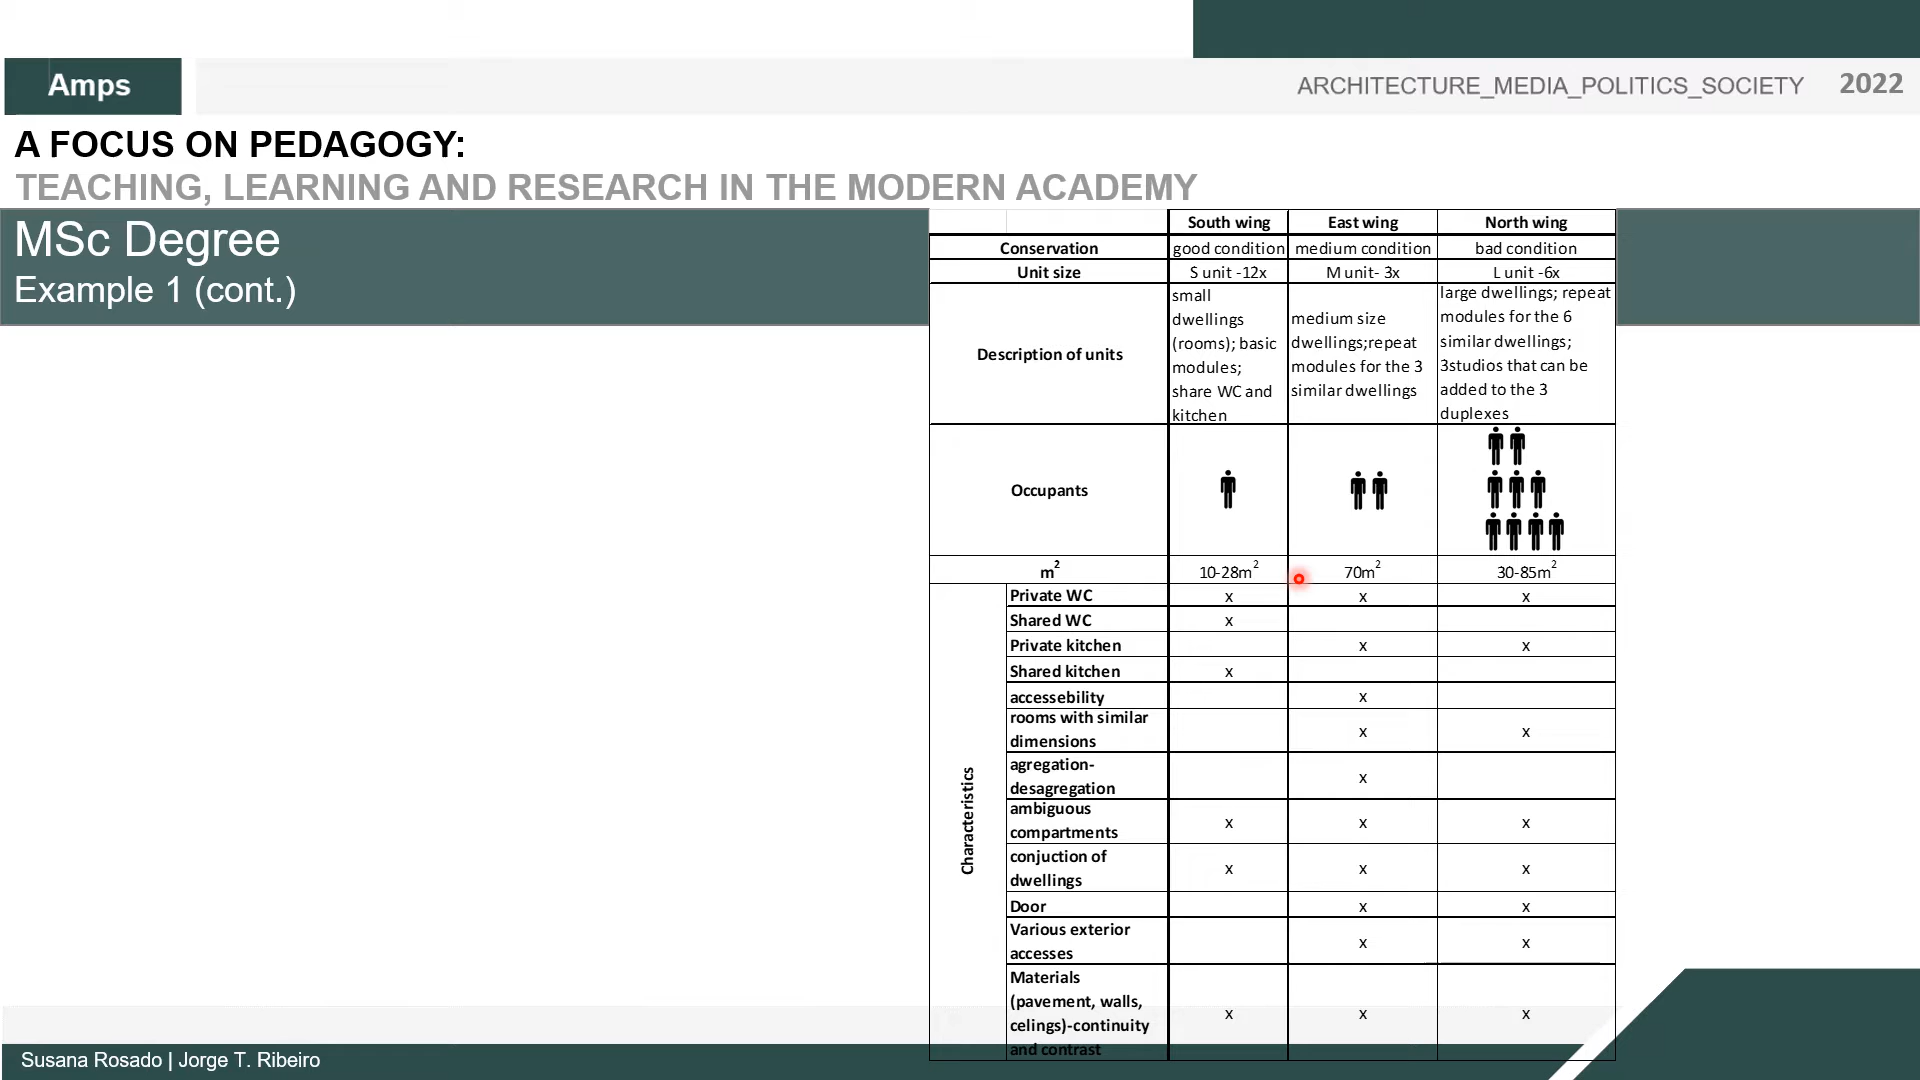 Amps
ARCHITECTURE_MEDIA_POLITICS_SOCIETY 2022
A FOCUS ON PEDAGOGY:
TEACHING, LEARNING AND RESEARCH IN THE MODERN ACADEMY
MSc Degree
Example 1 (cont.)
South wing East wing North wing
Conservation good condition medium condition bad condition
Unit size S unit -12x M unit- 3x L unit -6x
Description of units
small
dwellings
(rooms); basic
modules;
share WC and
kitchen
medium size
dwellings;repeat
modules for the 3
similar dwellings
large dwellings; repeat
modules for the 6
similar dwellings;
3studios that can be
added to the 3
duplexes
Occupants
m² 10-28m² 70m² 30-85m²
Characteristics
Private WC x x x
Shared WC x
Private kitchen x x
Shared kitchen x
accessebility x
rooms with similar
dimensions x x
agregation-
desagregation x
ambiguous
compartments x x x
conjuction of
dwellings x x x
Door x x
Various exterior
accesses x x
Materials
(pavement, walls,
celings)-continuity
and contrast x x x
Susana Rosado | Jorge T. Ribeiro